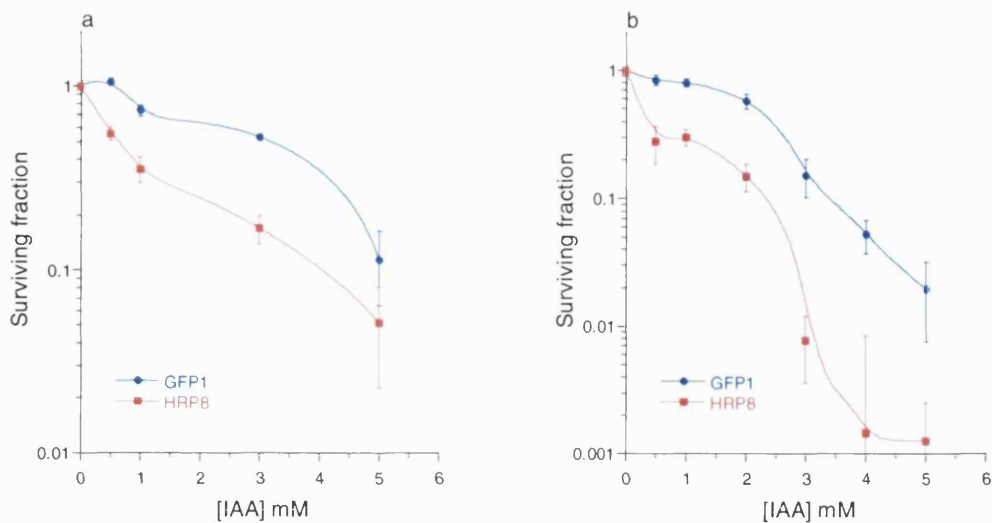 a
Surviving fraction
1
0.1
0.01
0 1 2 3 4 5 6
[IAA] mM
GFP1
HRP8
b
Surviving fraction
1
0.1
0.01
0.001
0 1 2 3 4 5 6
[IAA] mM
GFP1
HRP8